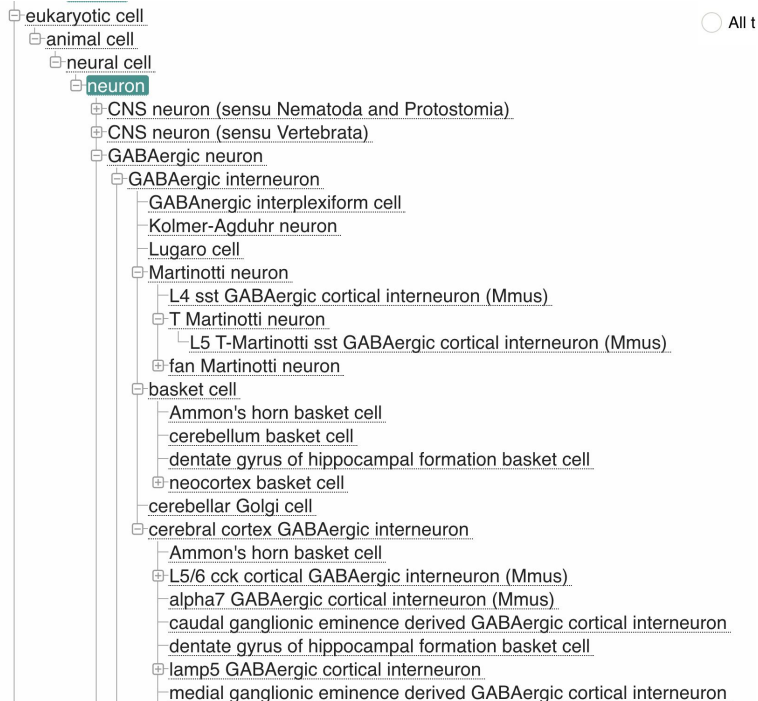 eukaryotic cell
All t
animal cell
neural cell
neuron
CNS neuron (sensu Nematoda and Protostomia)
CNS neuron (sensu Vertebrata)
GABAergic neuron
GABAergic interneuron
GABAnergic interplexiform cell
Kolmer-Agduhr neuron
Lugaro cell
Martinotti neuron
L4 sst GABAergic cortical interneuron (Mmus)
T Martinotti neuron
L5 T-Martinotti sst GABAergic cortical interneuron (Mmus)
fan Martinotti neuron
basket cell
Ammon's horn basket cell
cerebellum basket cell
dentate gyrus of hippocampal formation basket cell
neocortex basket cell
cerebellar Golgi cell
cerebral cortex GABAergic interneuron
Ammon's horn basket cell
L5/6 cck cortical GABAergic interneuron (Mmus)
alpha7 GABAergic cortical interneuron (Mmus)
caudal ganglionic eminence derived GABAergic cortical interneuron
dentate gyrus of hippocampal formation basket cell
lamp5 GABAergic cortical interneuron
medial ganglionic eminence derived GABAergic cortical interneuron